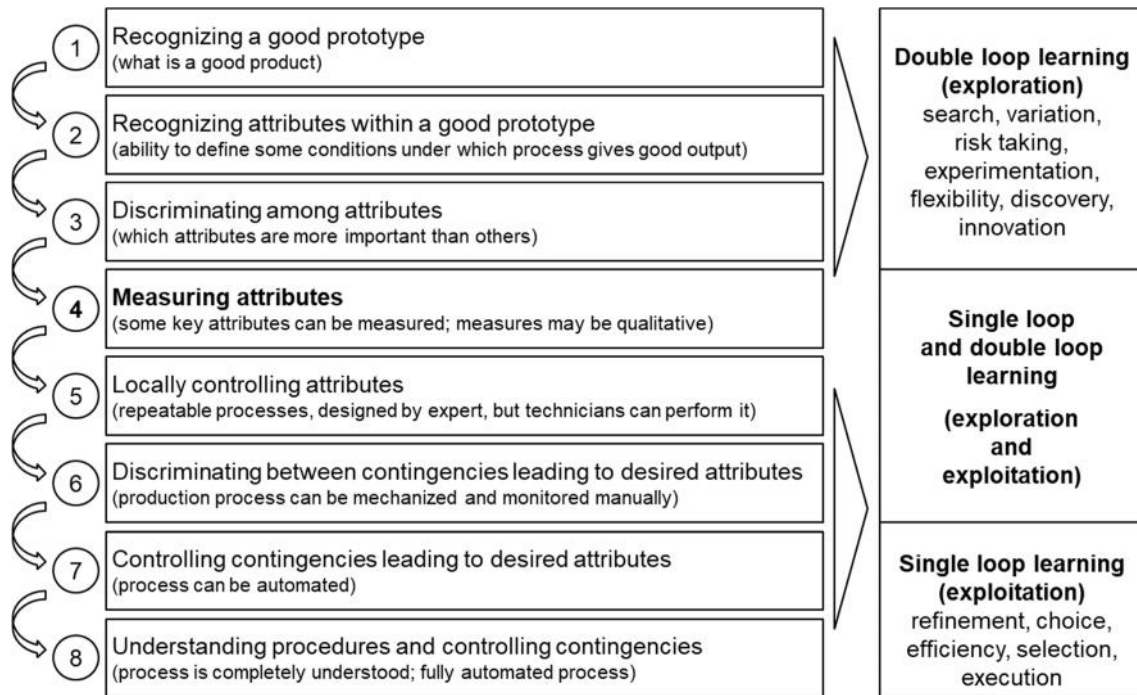 1
Recognizing a good prototype
(what is a good product)
2
Recognizing attributes within a good prototype
(ability to define some conditions under which process gives good output)
3
Discriminating among attributes
(which attributes are more important than others)
4
Measuring attributes
(some key attributes can be measured; measures may be qualitative)
5
Locally controlling attributes
(repeatable processes, designed by expert, but technicians can perform it)
6
Discriminating between contingencies leading to desired attributes
(production process can be mechanized and monitored manually)
7
Controlling contingencies leading to desired attributes
(process can be automated)
8
Understanding procedures and controlling contingencies
(process is completely understood; fully automated process)
Double loop learning
(exploration)
search, variation,
risk taking,
experimentation,
flexibility, discovery,
innovation
Single loop
and double loop
learning
(exploration
and
exploitation)
Single loop learning
(exploitation)
refinement, choice,
efficiency, selection,
execution